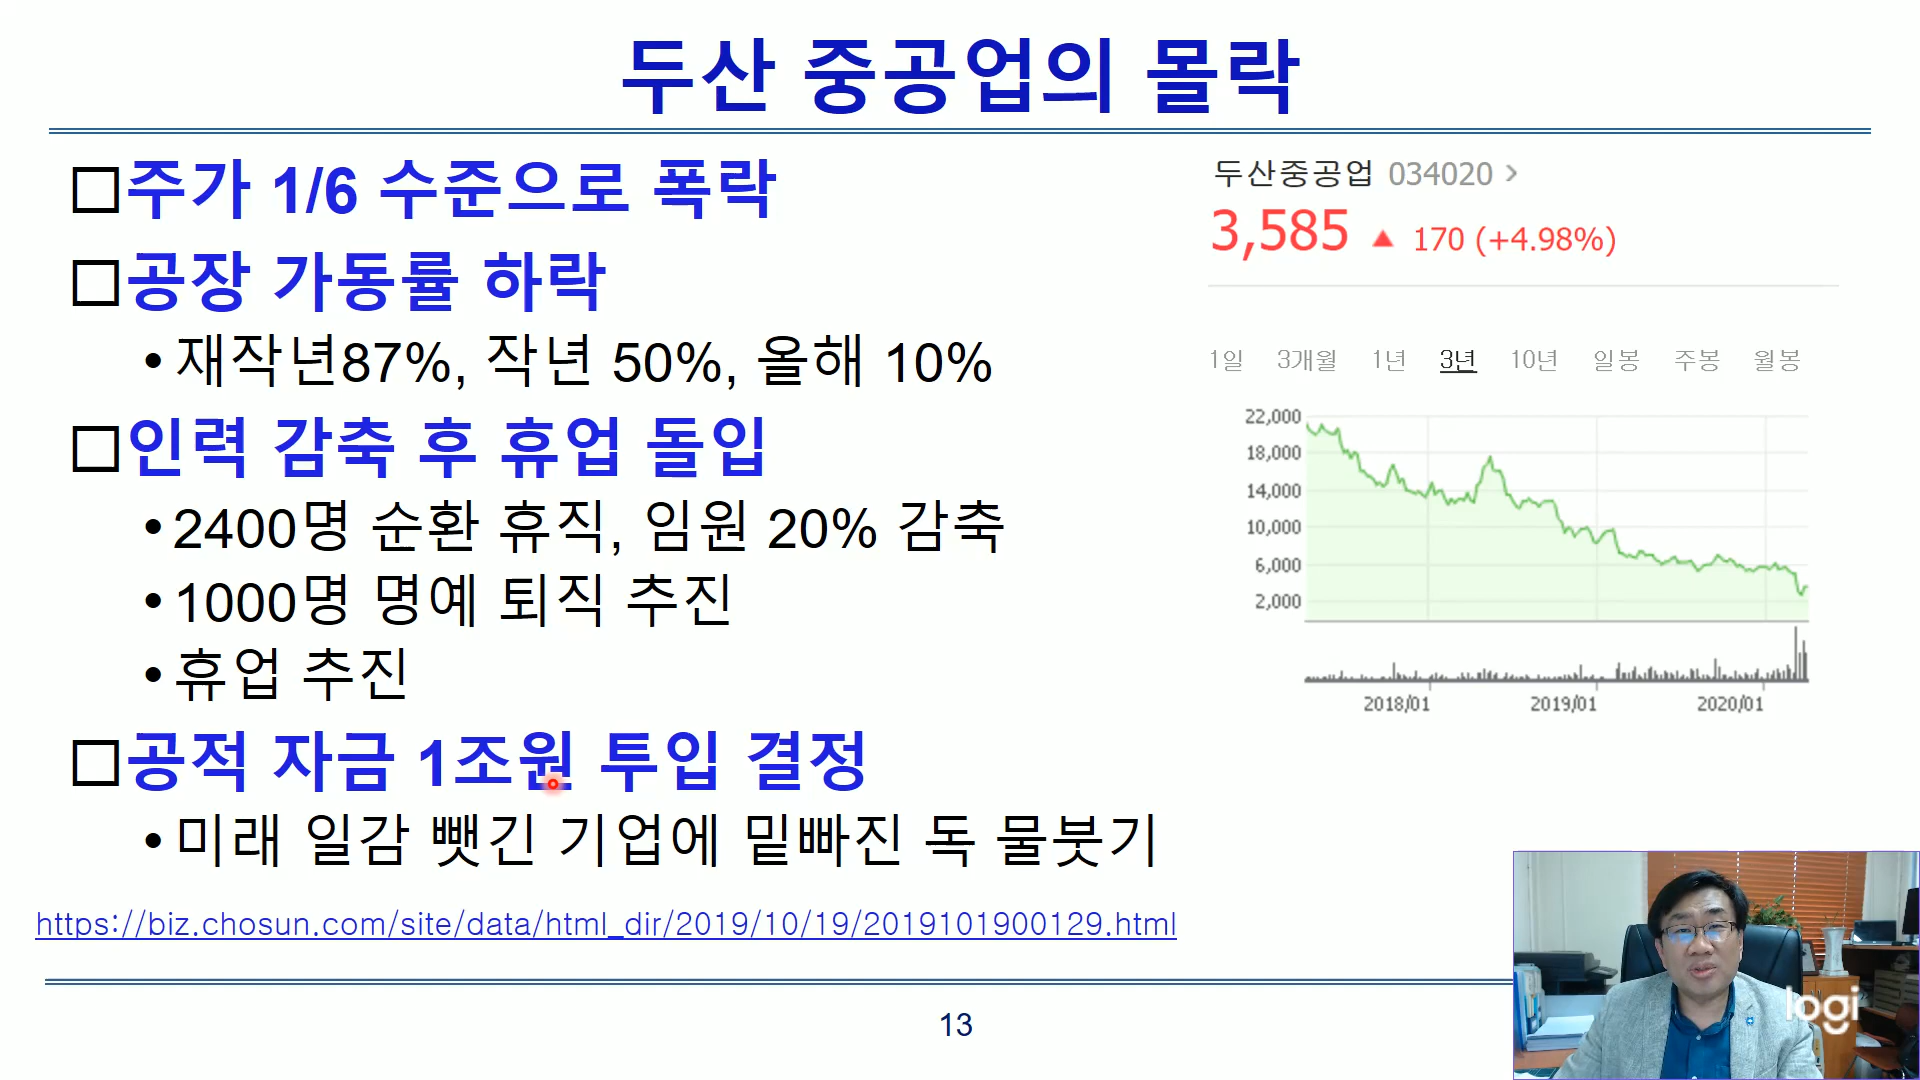 두산 중공업의 몰락
□주가 1/6 수준으로 폭락
□공장 가동률 하락
•재작년87%, 작년 50%, 올해 10%
□인력 감축 후 휴업 돌입
•2400명 순환 휴직, 임원 20% 감축
•1000명 명예 퇴직 추진
•휴업 추진
□공적 자금 1조원 투입 결정
•미래 일감 뺏긴 기업에 밑빠진 독 물붓기
https://biz.chosun.com/site/data/html_dir/2019/10/19/2019101900129.html
두산중공업 034020 >
3,585 ▲ 170 (+4.98%)
1일 3개월 1년 3년 10년 일봉 주봉 월봉
22,000
18,000
14,000
10,000
6,000
2,000
2018/01 2019/01 2020/01
13
logi